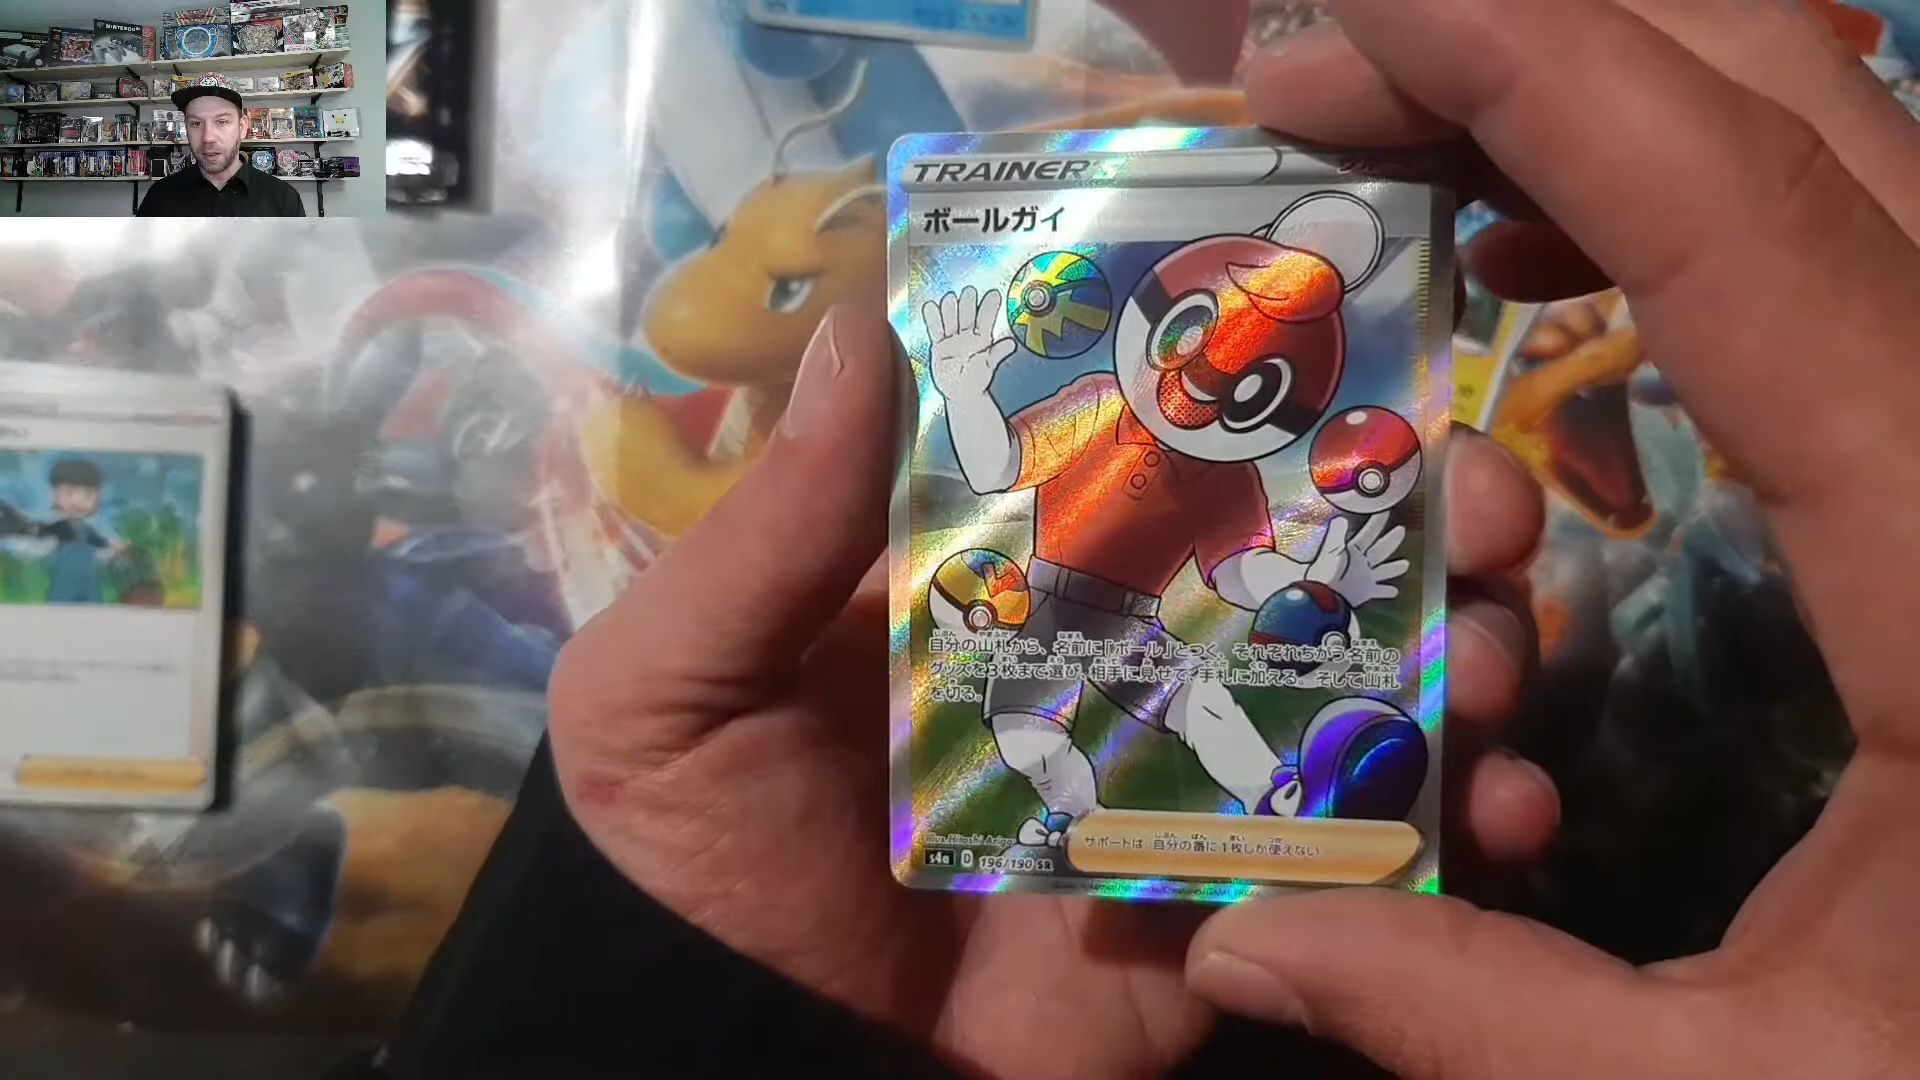 TRAINER'S
ボールガイ
自分の山札から、名前に「ボール」とつく、それぞれちがう名前の
グッズを3枚まで選び、相手に見せて、手札に加える。そして山札
を切る。
Illus. Hitoshi Ariga
サポートは、自分の番に1枚しか使えない。
s4a D 196/190 SR